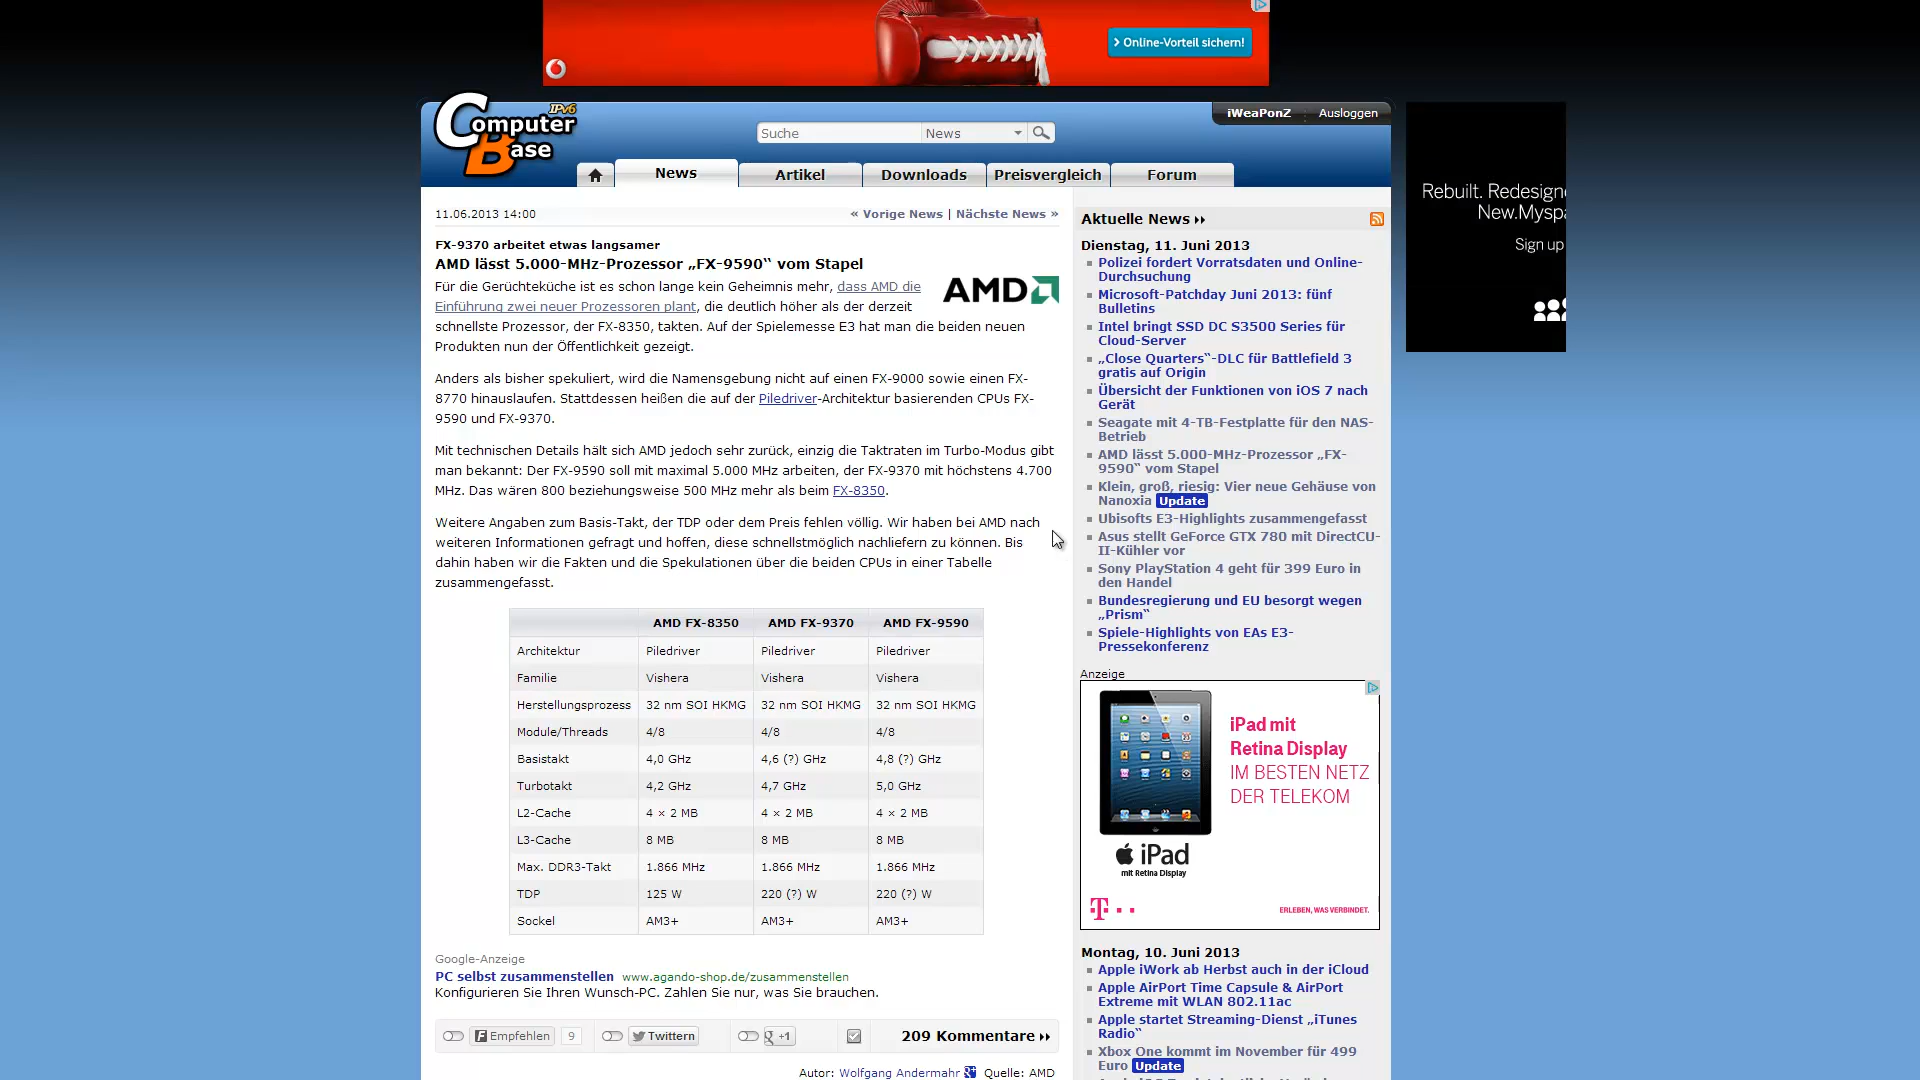 Online-Vorteil sichern!
IPv6
Computer
Base
Suche
News
iWeaPonZ
Ausloggen
News
Artikel
Downloads
Preisvergleich
Forum
11.06.2013 14:00
« Vorige News | Nächste News »
FX-9370 arbeitet etwas langsamer
AMD lässt 5.000-MHz-Prozessor „FX-9590“ vom Stapel
AMD
Für die Gerüchteküche ist es schon lange kein Geheimnis mehr, dass AMD die
Einführung zwei neuer Prozessoren plant, die deutlich höher als der derzeit
schnellste Prozessor, der FX-8350, takten. Auf der Spielemesse E3 hat man die beiden neuen
Produkten nun der Öffentlichkeit gezeigt.
Anders als bisher spekuliert, wird die Namensgebung nicht auf einen FX-9000 sowie einen FX-
8770 hinauslaufen. Stattdessen heißen die auf der Piledriver-Architektur basierenden CPUs FX-
9590 und FX-9370.
Mit technischen Details hält sich AMD jedoch sehr zurück, einzig die Taktraten im Turbo-Modus gibt
man bekannt: Der FX-9590 soll mit maximal 5.000 MHz arbeiten, der FX-9370 mit höchstens 4.700
MHz. Das wären 800 beziehungsweise 500 MHz mehr als beim FX-8350.
Weitere Angaben zum Basis-Takt, der TDP oder dem Preis fehlen völlig. Wir haben bei AMD nach
weiteren Informationen gefragt und hoffen, diese schnellstmöglich nachliefern zu können. Bis
dahin haben wir die Fakten und die Spekulationen über die beiden CPUs in einer Tabelle
zusammengefasst.
AMD FX-8350 AMD FX-9370 AMD FX-9590
Architektur Piledriver Piledriver Piledriver
Familie Vishera Vishera Vishera
Herstellungsprozess 32 nm SOI HKMG 32 nm SOI HKMG 32 nm SOI HKMG
Module/Threads 4/8 4/8 4/8
Basistakt 4,0 GHz 4,6 (?) GHz 4,8 (?) GHz
Turbotakt 4,2 GHz 4,7 GHz 5,0 GHz
L2-Cache 4 × 2 MB 4 × 2 MB 4 × 2 MB
L3-Cache 8 MB 8 MB 8 MB
Max. DDR3-Takt 1.866 MHz 1.866 MHz 1.866 MHz
TDP 125 W 220 (?) W 220 (?) W
Sockel AM3+ AM3+ AM3+
Google-Anzeige
PC selbst zusammenstellen www.agando-shop.de/zusammenstellen
Konfigurieren Sie Ihren Wunsch-PC. Zahlen Sie nur, was Sie brauchen.
Empfehlen 9 Twittern +1 209 Kommentare
Autor: Wolfgang Andermahr Quelle: AMD
Aktuelle News
Dienstag, 11. Juni 2013
Polizei fordert Vorratsdaten und Online-
Durchsuchung
Microsoft-Patchday Juni 2013: fünf
Bulletins
Intel bringt SSD DC S3500 Series für
Cloud-Server
„Close Quarters“-DLC für Battlefield 3
gratis auf Origin
Übersicht der Funktionen von iOS 7 nach
Gerät
Seagate mit 4-TB-Festplatte für den NAS-
Betrieb
AMD lässt 5.000-MHz-Prozessor „FX-
9590“ vom Stapel
Klein, groß, riesig: Vier neue Gehäuse von
Nanoxia Update
Ubisofts E3-Highlights zusammengefasst
Asus stellt GeForce GTX 780 mit DirectCU-
II-Kühler vor
Sony PlayStation 4 geht für 399 Euro in
den Handel
Bundesregierung und EU besorgt wegen
„Prism“
Spiele-Highlights von EAs E3-
Pressekonferenz
Anzeige
iPad mit
Retina Display
IM BESTEN NETZ
DER TELEKOM
iPad
mit Retina Display
T
ERLEBEN, WAS VERBINDET.
Montag, 10. Juni 2013
Apple iWork ab Herbst auch in der iCloud
Apple AirPort Time Capsule & AirPort
Extreme mit WLAN 802.11ac
Apple startet Streaming-Dienst „iTunes
Radio“
Xbox One kommt im November für 499
Euro Update
Rebuilt. Redesign
New.Myspa
Sign up